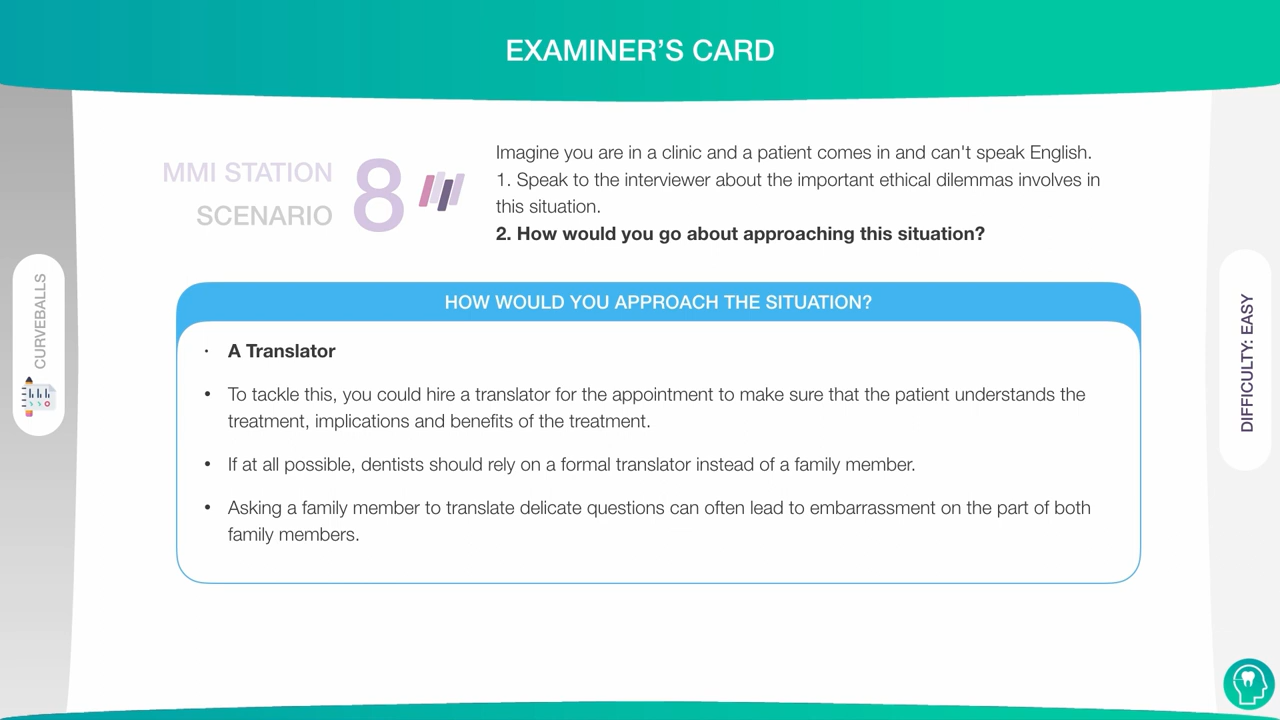 EXAMINER'S CARD
MMI STATION
SCENARIO
8
Imagine you are in a clinic and a patient comes in and can't speak English.
1. Speak to the interviewer about the important ethical dilemmas involves in
this situation.
2. How would you go about approaching this situation?
CURVEBALLS
DIFFICULTY: EASY
HOW WOULD YOU APPROACH THE SITUATION?
· A Translator
• To tackle this, you could hire a translator for the appointment to make sure that the patient understands the
treatment, implications and benefits of the treatment.
• If at all possible, dentists should rely on a formal translator instead of a family member.
• Asking a family member to translate delicate questions can often lead to embarrassment on the part of both
family members.